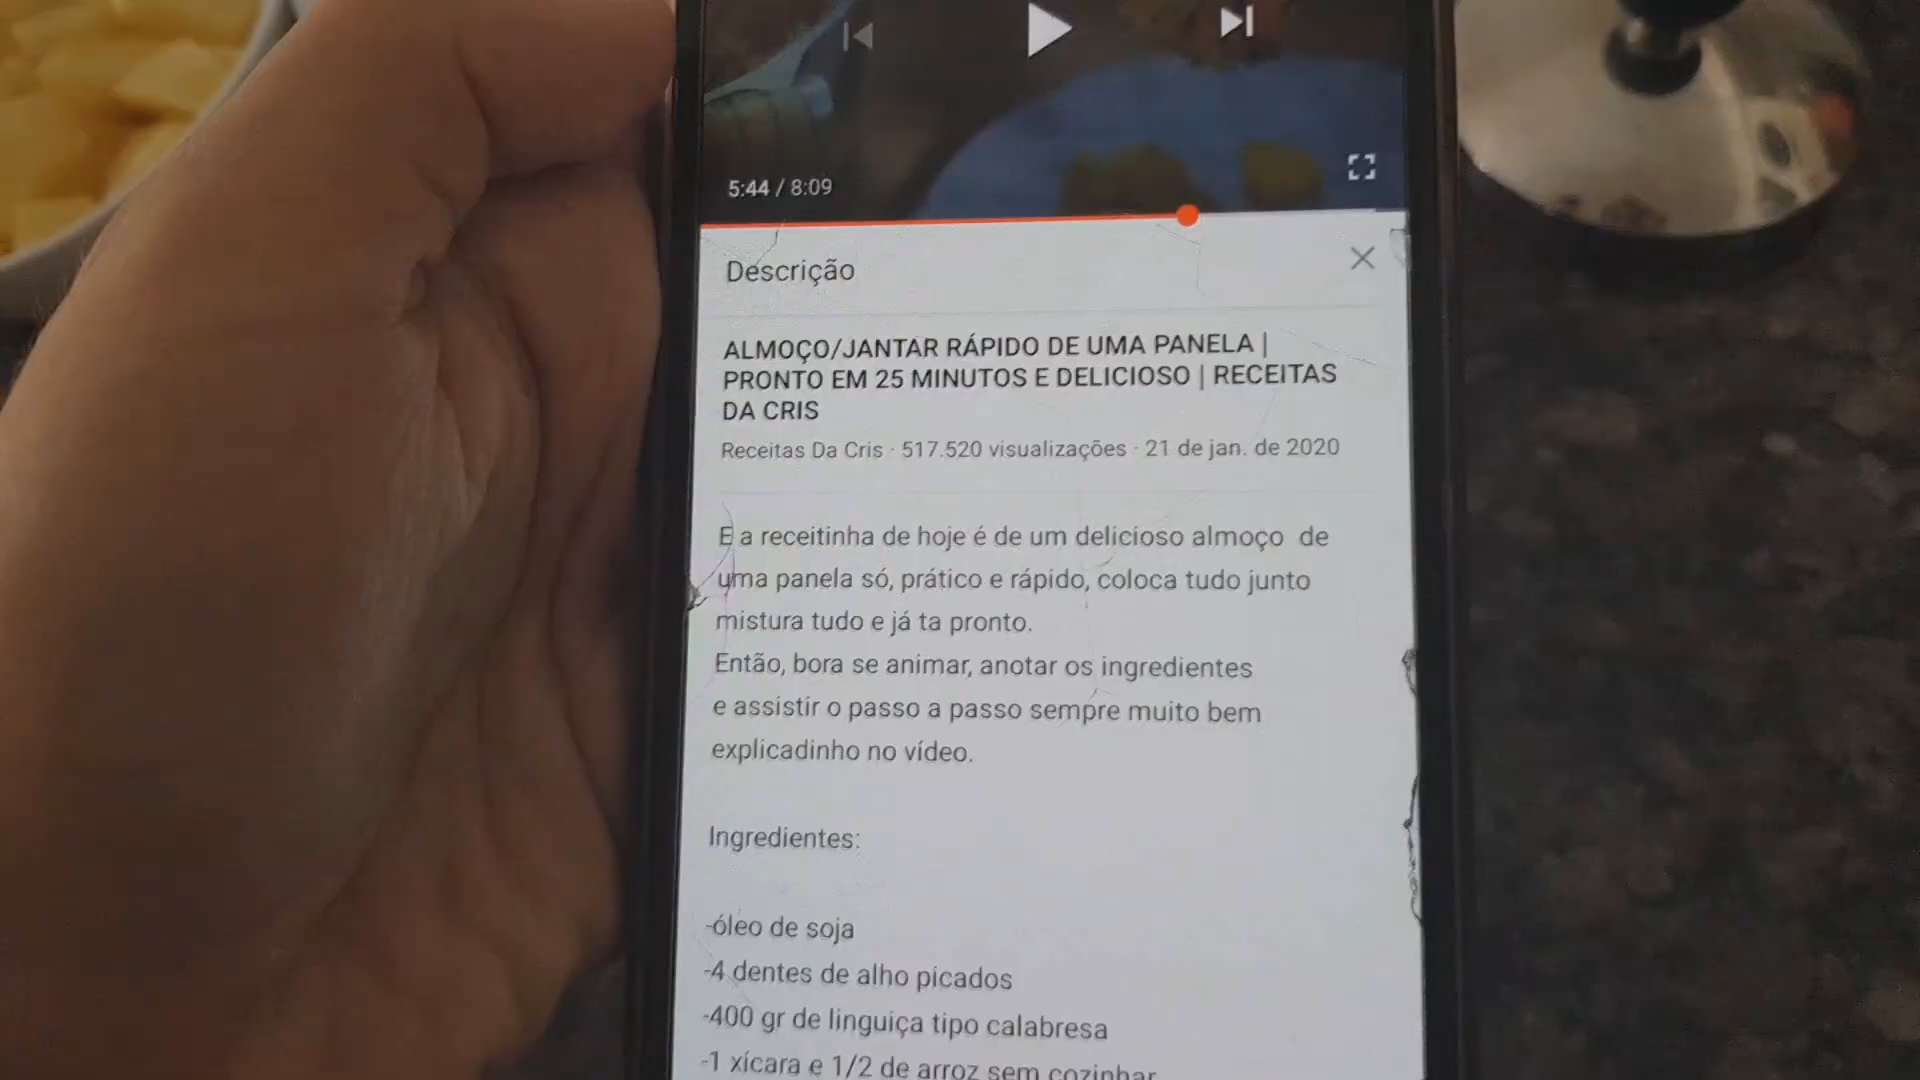 5:44 / 8:09
Descrição
ALMOÇO/JANTAR RÁPIDO DE UMA PANELA |
PRONTO EM 25 MINUTOS E DELICIOSO | RECEITAS
DA CRIS
Receitas Da Cris · 517.520 visualizações · 21 de jan. de 2020
E a receitinha de hoje é de um delicioso almoço de
uma panela só, prático e rápido, coloca tudo junto
mistura tudo e já ta pronto.
Então, bora se animar, anotar os ingredientes
e assistir o passo a passo sempre muito bem
explicadinho no vídeo.
Ingredientes:
-óleo de soja
-4 dentes de alho picados
-400 gr de linguiça tipo calabresa
-1 xícara e 1/2 de arroz sem cozinhar